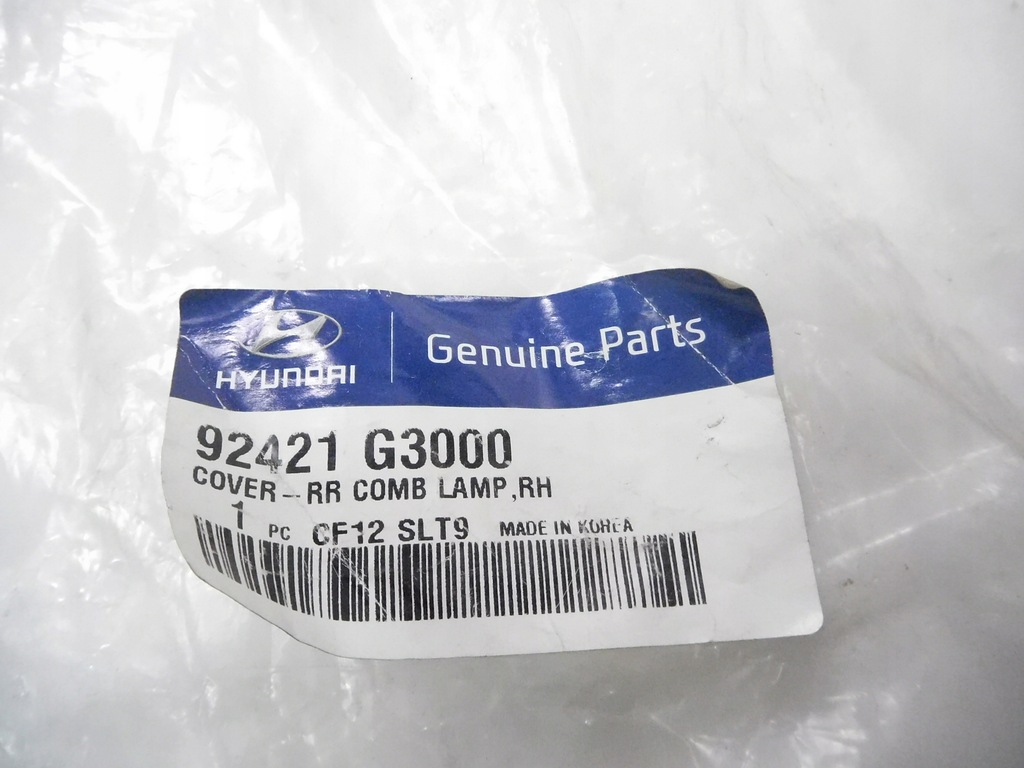 HYUNDAI
Genuine Parts
92421 G3000
COVER-RR COMB LAMP,RH
1 PC CF12 SLT9 MADE IN KOREA